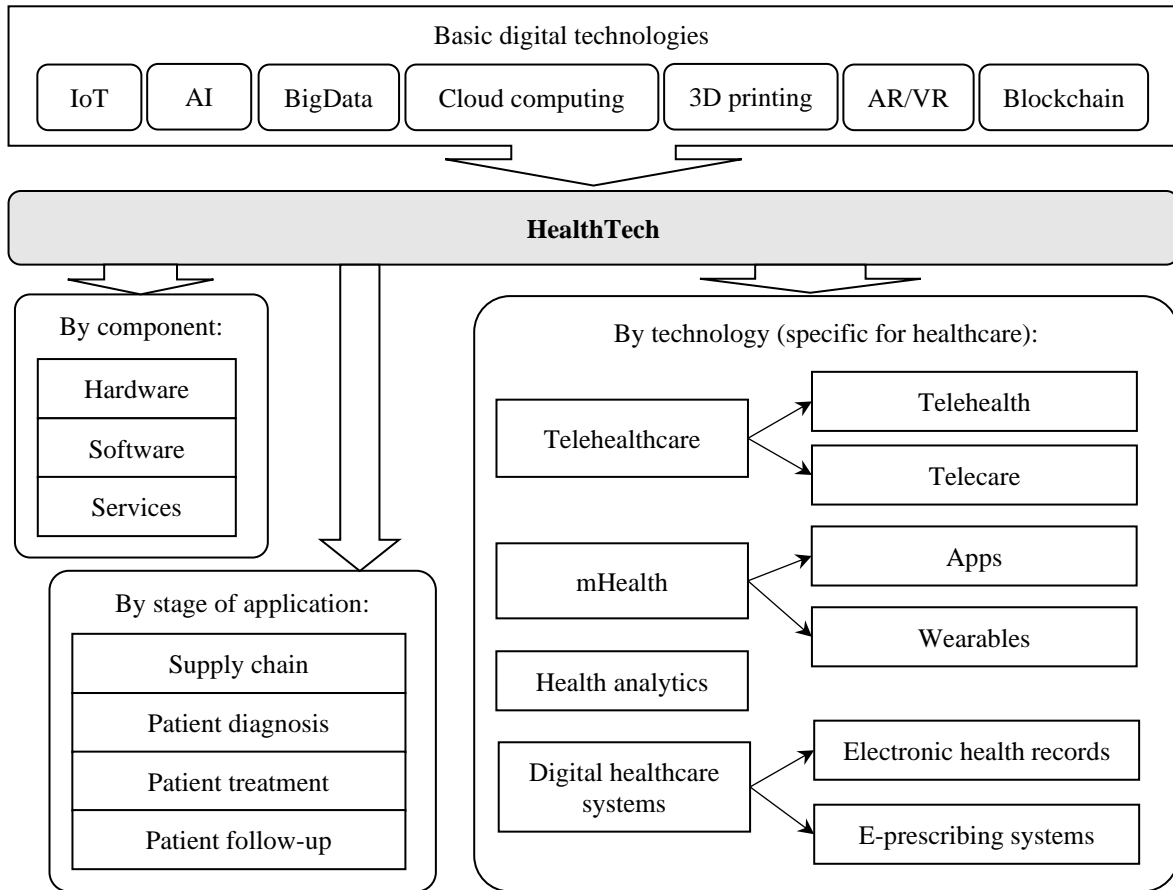 Basic digital technologies
IoT
AI
BigData
Cloud computing
3D printing
AR/VR
Blockchain
HealthTech
By component:
Hardware
Software
Services
By stage of application:
Supply chain
Patient diagnosis
Patient treatment
Patient follow-up
By technology (specific for healthcare):
Telehealthcare
Telehealth
Telecare
mHealth
Apps
Wearables
Health analytics
Digital healthcare
systems
Electronic health records
E-prescribing systems